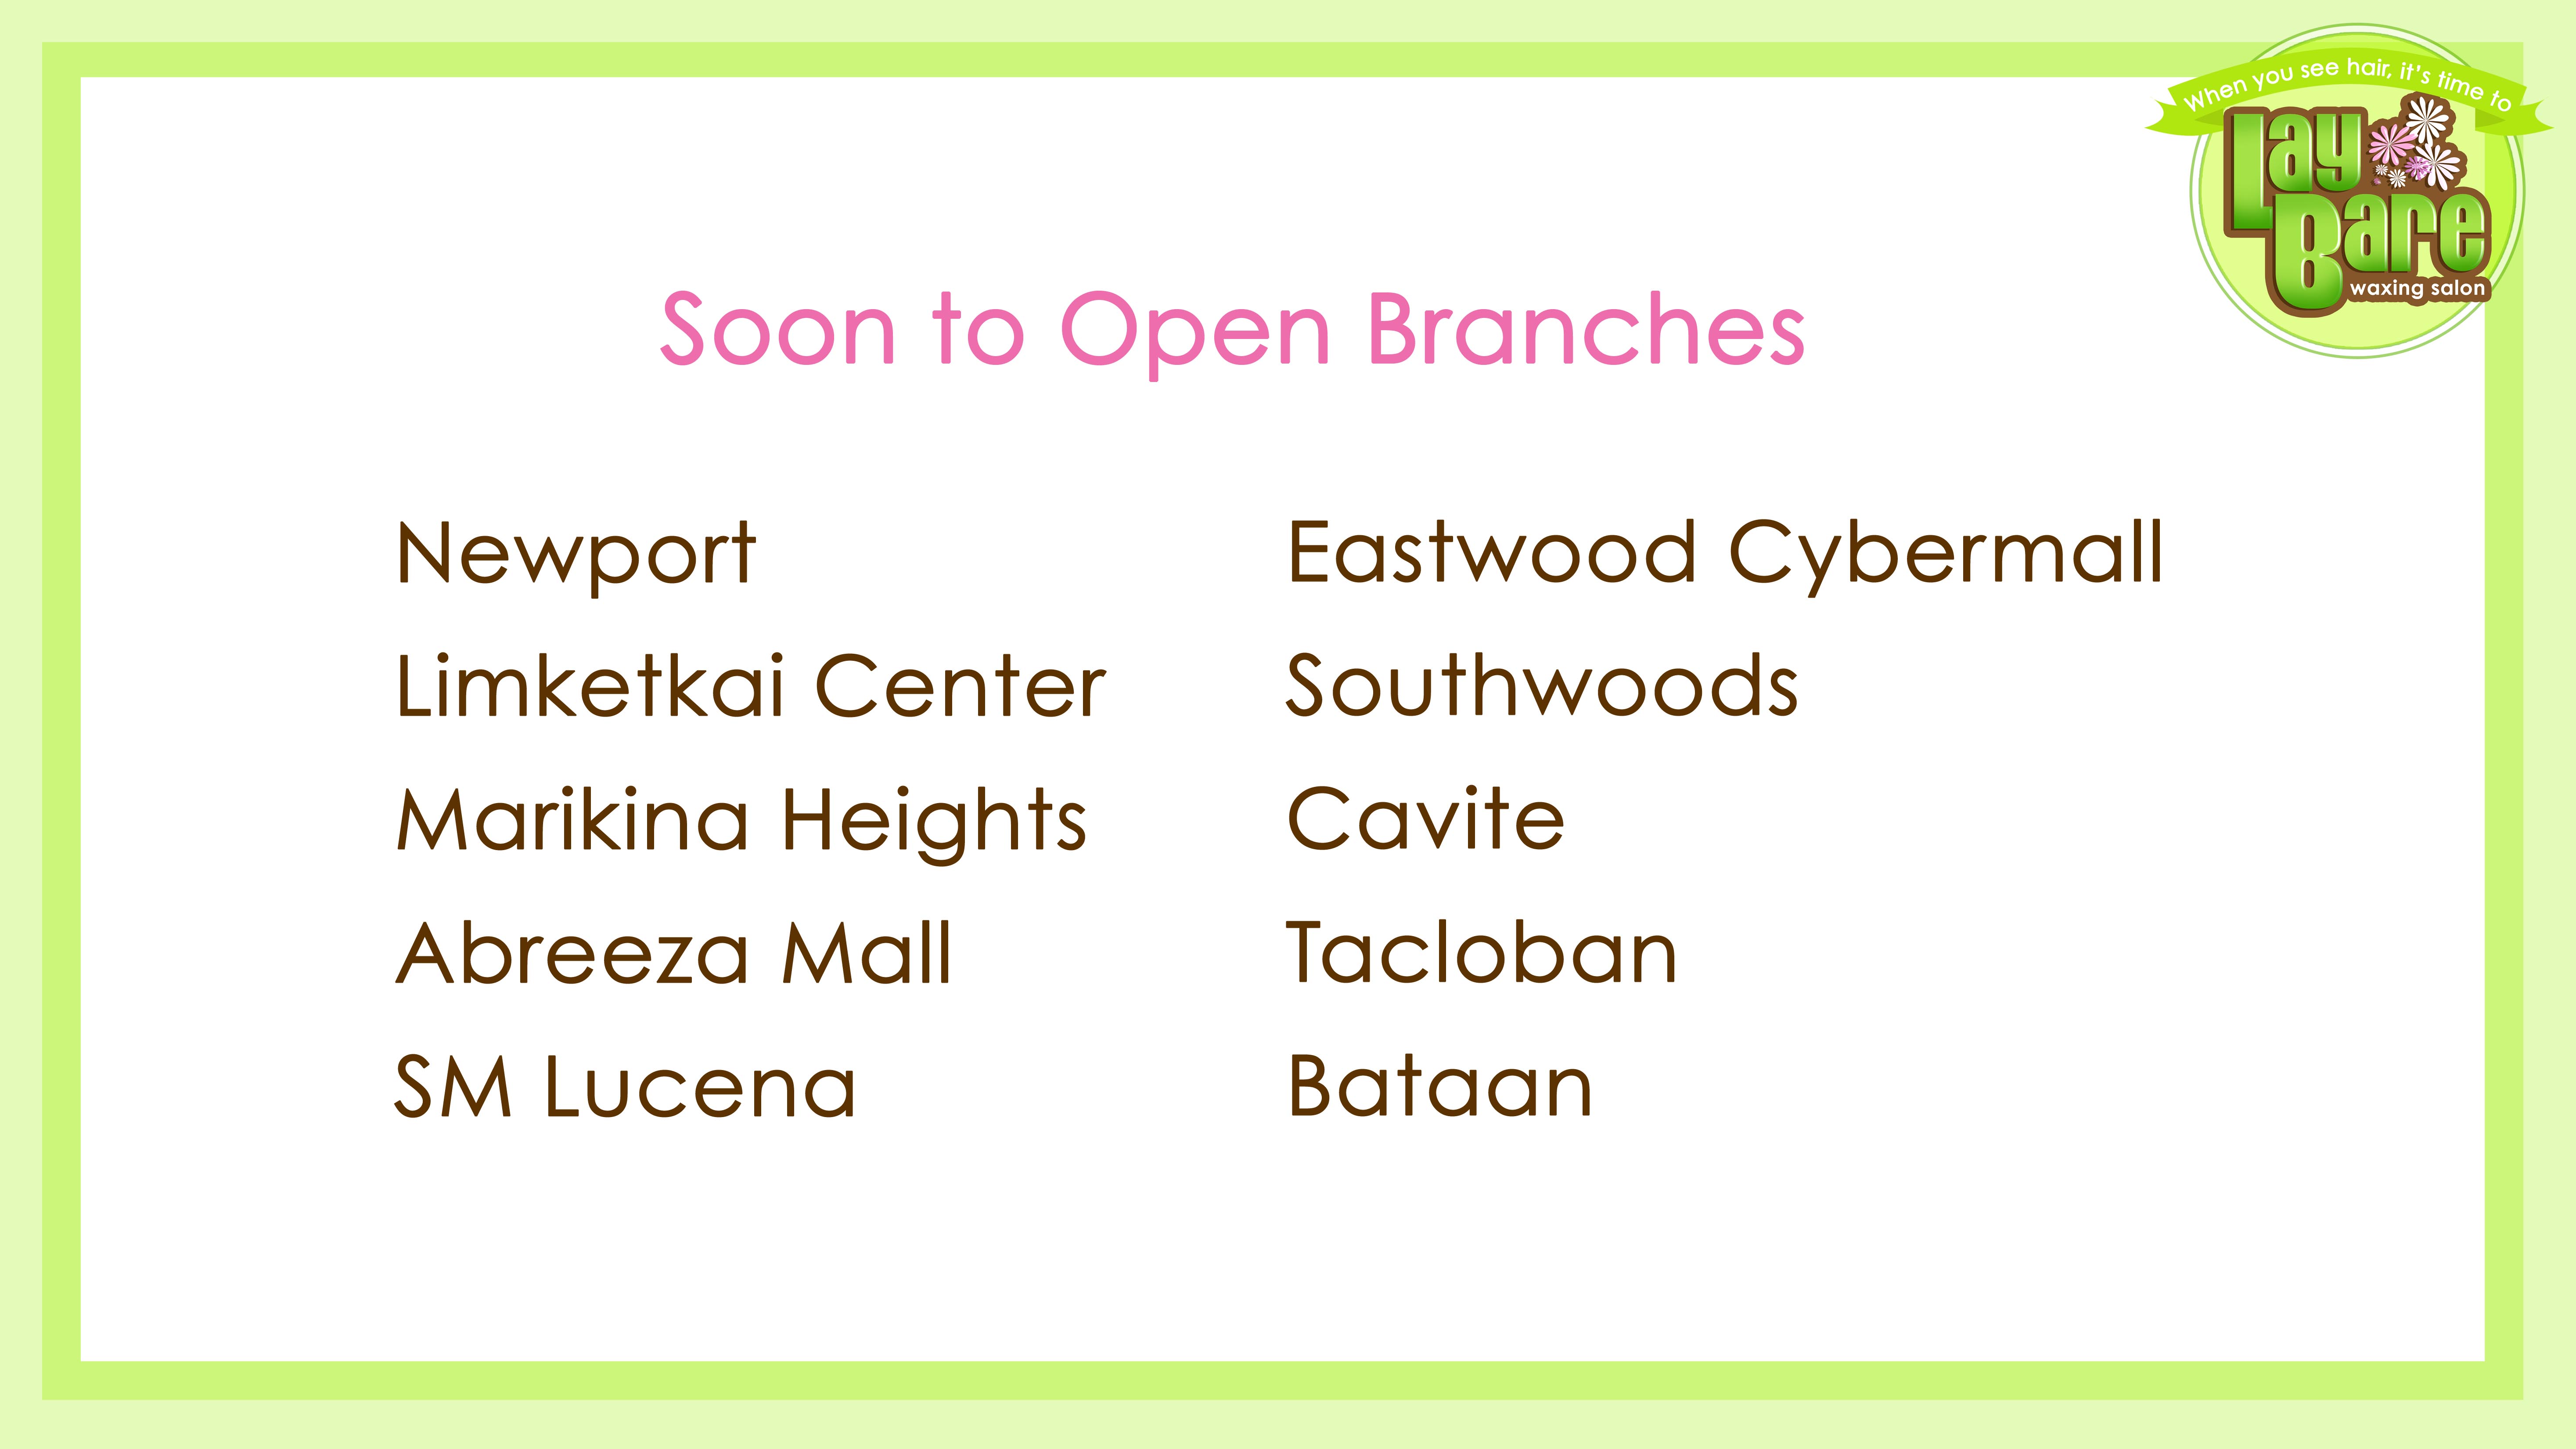 When you see hair, it's time to
Lay
Bare
waxing salon
Soon to Open Branches
Newport
Limketkai Center
Marikina Heights
Abreeza Mall
SM Lucena
Eastwood Cybermall
Southwoods
Cavite
Tacloban
Bataan